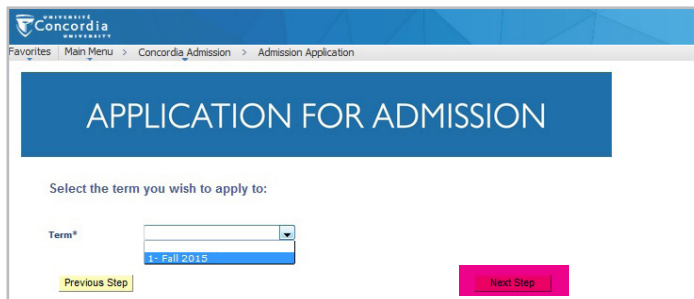 UNIVERSITÉ
Concordia
UNIVERSITY
Favorites Main Menu > Concordia Admission > Admission Application
APPLICATION FOR ADMISSION
Select the term you wish to apply to:
Term*
1- Fall 2015
Previous Step Next Step